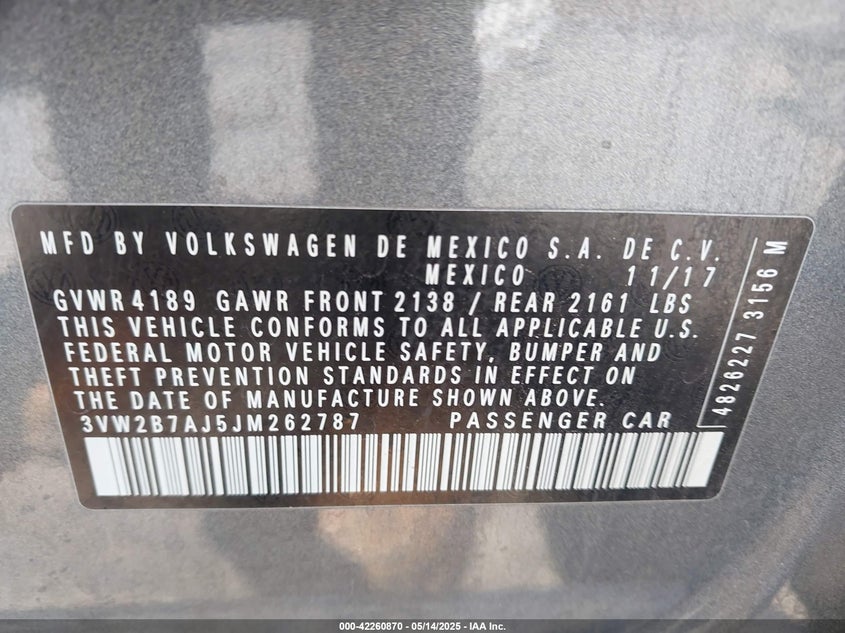 MFD BY VOLKSWAGEN DE MEXICO S.A. DE C.V.
MEXICO 11/17
GVWR 4189 GAWR FRONT 2138 / REAR 2161 LBS
THIS VEHICLE CONFORMS TO ALL APPLICABLE U.S.
FEDERAL MOTOR VEHICLE SAFETY, BUMPER AND
THEFT PREVENTION STANDARDS IN EFFECT ON
THE DATE OF MANUFACTURE SHOWN ABOVE.
3VW2B7AJ5JM262787 PASSENGER CAR
4826227 3156 M
000-42260870 - 05/14/2025 - IAA Inc.